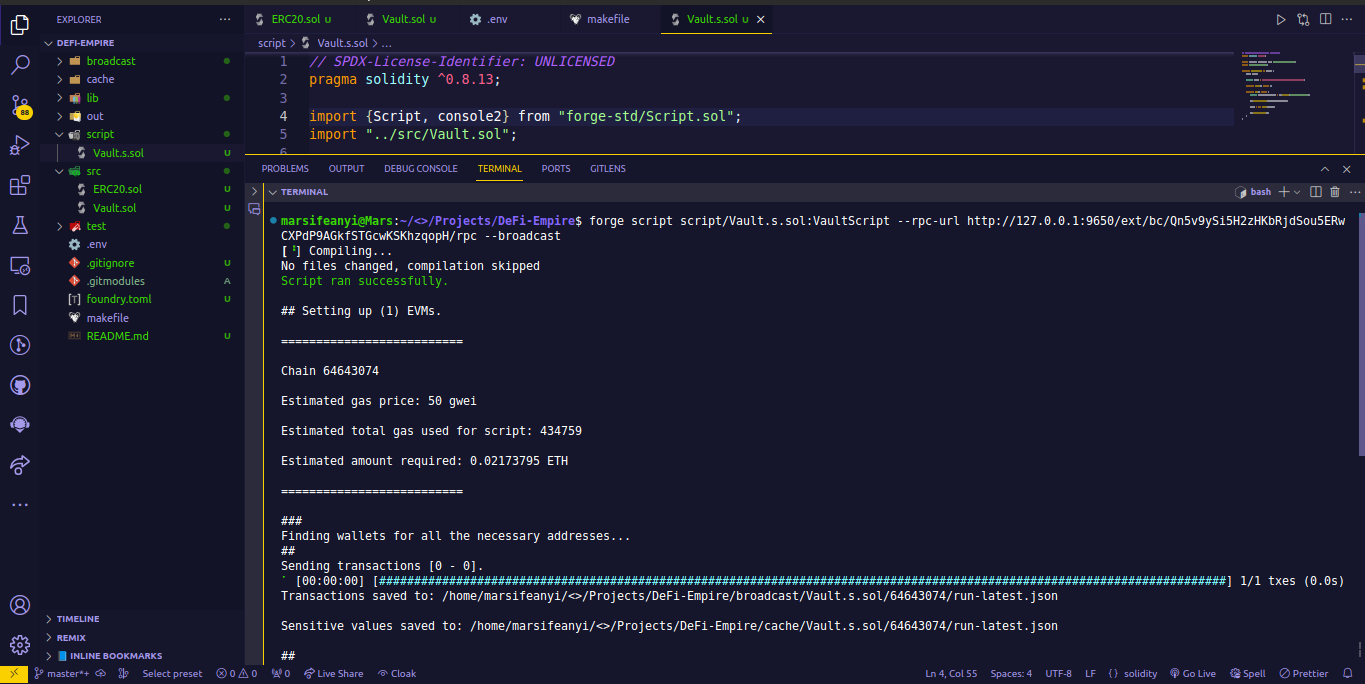 EXPLORER
ERC20.sol U
Vault.sol U
.env
makefile
Vault.s.sol U
DEFI-EMPIRE
broadcast
cache
lib
out
script
Vault.s.sol U
src
ERC20.sol U
Vault.sol U
test
.env
.gitignore U
.gitmodules A
foundry.toml U
makefile
README.md U
TIMELINE
REMIX
INLINE BOOKMARKS
88
script > Vault.s.sol > ...
1 // SPDX-License-Identifier: UNLICENSED
2 pragma solidity ^0.8.13;
3
4 import {Script, console2} from "forge-std/Script.sol";
5 import "../src/Vault.sol";
6
PROBLEMS OUTPUT DEBUG CONSOLE TERMINAL PORTS GITLENS
TERMINAL
bash
marsifeanyi@Mars:~/<>/Projects/DeFi-Empire$ forge script script/Vault.s.sol:VaultScript --rpc-url http://127.0.0.1:9650/ext/bc/Qn5v9ySi5H2zHKbRjdSou5ERw
CXPdP9AGkfSTGcwKSKhzqopH/rpc --broadcast
[⠃] Compiling...
No files changed, compilation skipped
Script ran successfully.
## Setting up (1) EVMs.
==========================
Chain 64643074
Estimated gas price: 50 gwei
Estimated total gas used for script: 434759
Estimated amount required: 0.02173795 ETH
==========================
###
Finding wallets for all the necessary addresses...
##
Sending transactions [0 - 0].
⠁ [00:00:00] [#########################################################################################################################] 1/1 txes (0.0s)
Transactions saved to: /home/marsifeanyi/<>/Projects/DeFi-Empire/broadcast/Vault.s.sol/64643074/run-latest.json
Sensitive values saved to: /home/marsifeanyi/<>/Projects/DeFi-Empire/cache/Vault.s.sol/64643074/run-latest.json
##
master*+ Select preset 0 0 0 Live Share Cloak Ln 4, Col 55 Spaces: 4 UTF-8 LF {} solidity Go Live Spell Prettier